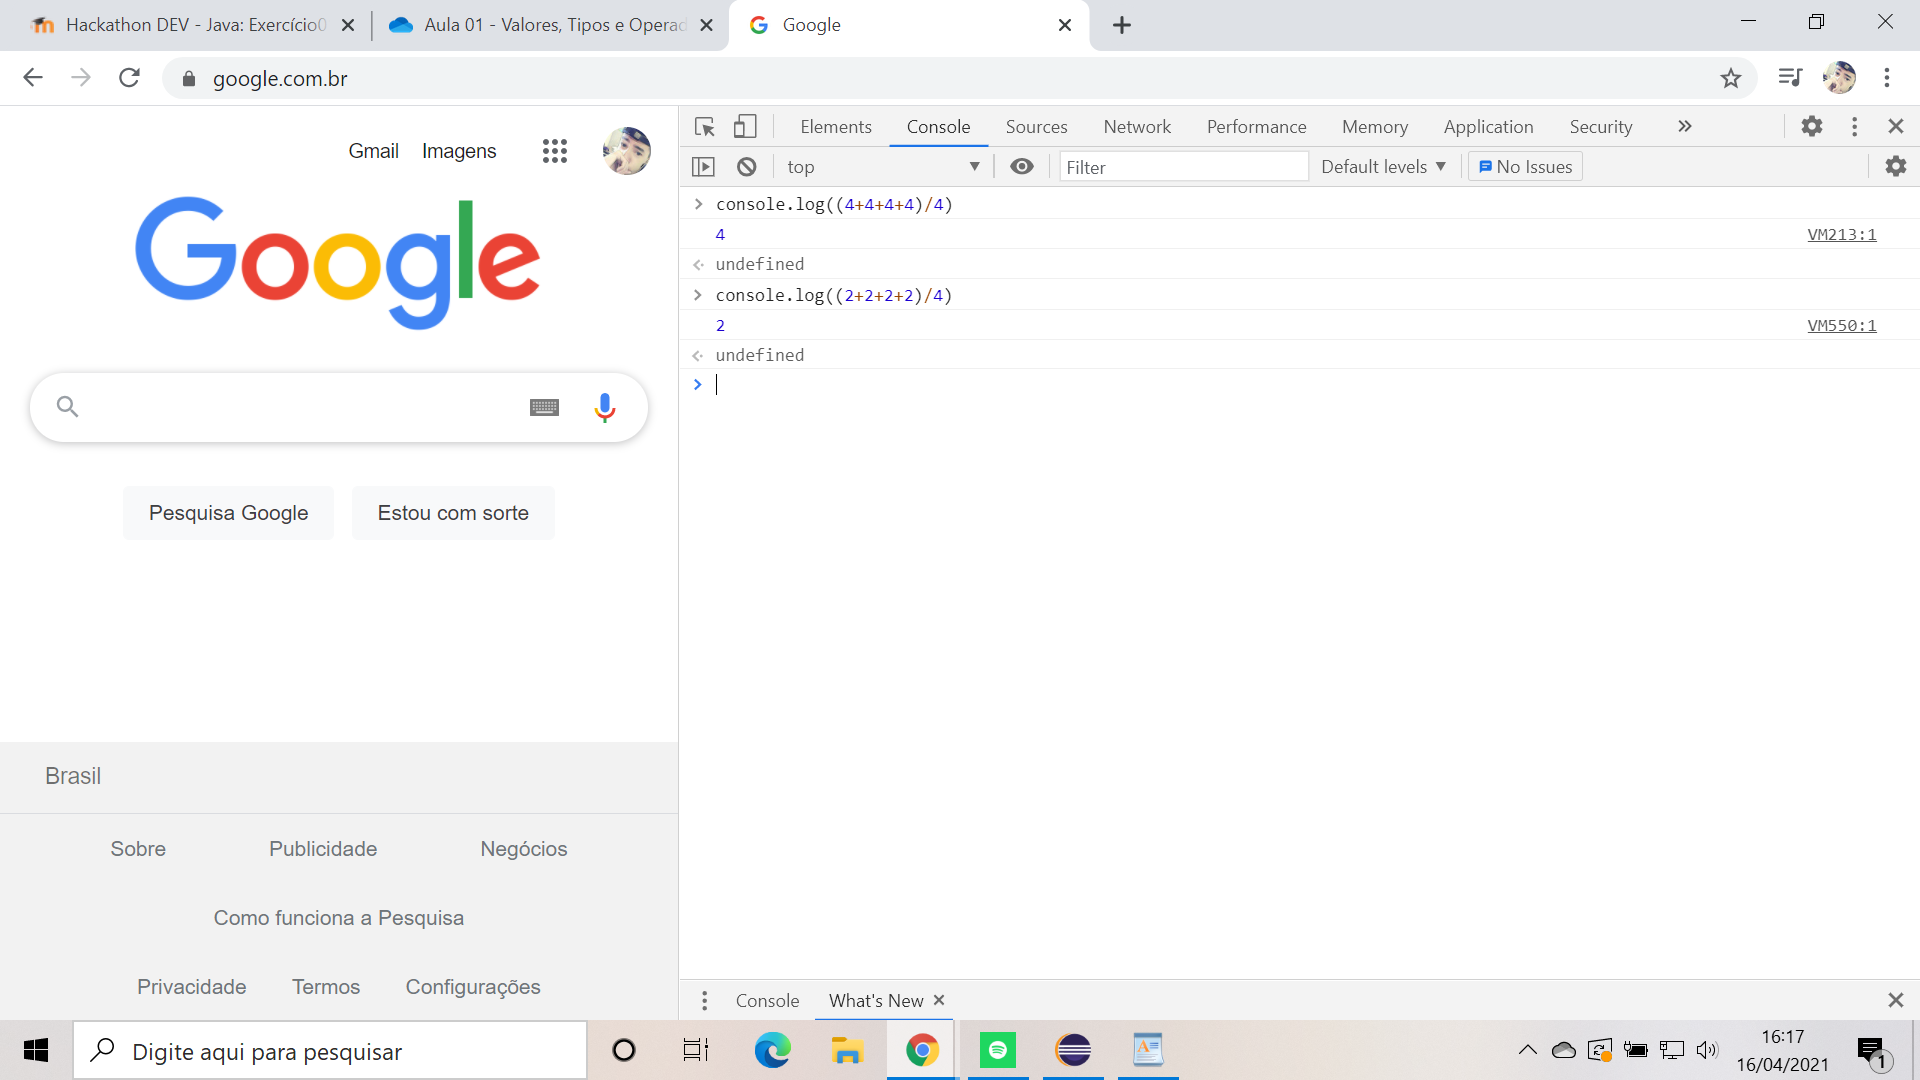 Hackathon DEV - Java: Exercício0
Aula 01 - Valores, Tipos e Operad
Google
google.com.br
Gmail
Imagens
Google
Pesquisa Google
Estou com sorte
Brasil
Sobre
Publicidade
Negócios
Como funciona a Pesquisa
Privacidade
Termos
Configurações
Elements
Console
Sources
Network
Performance
Memory
Application
Security
top
Filter
Default levels
No Issues
console.log((4+4+4+4)/4)
4
VM213:1
undefined
console.log((2+2+2+2)/4)
2
VM550:1
undefined
Console
What's New
Digite aqui para pesquisar
16:17
16/04/2021
1